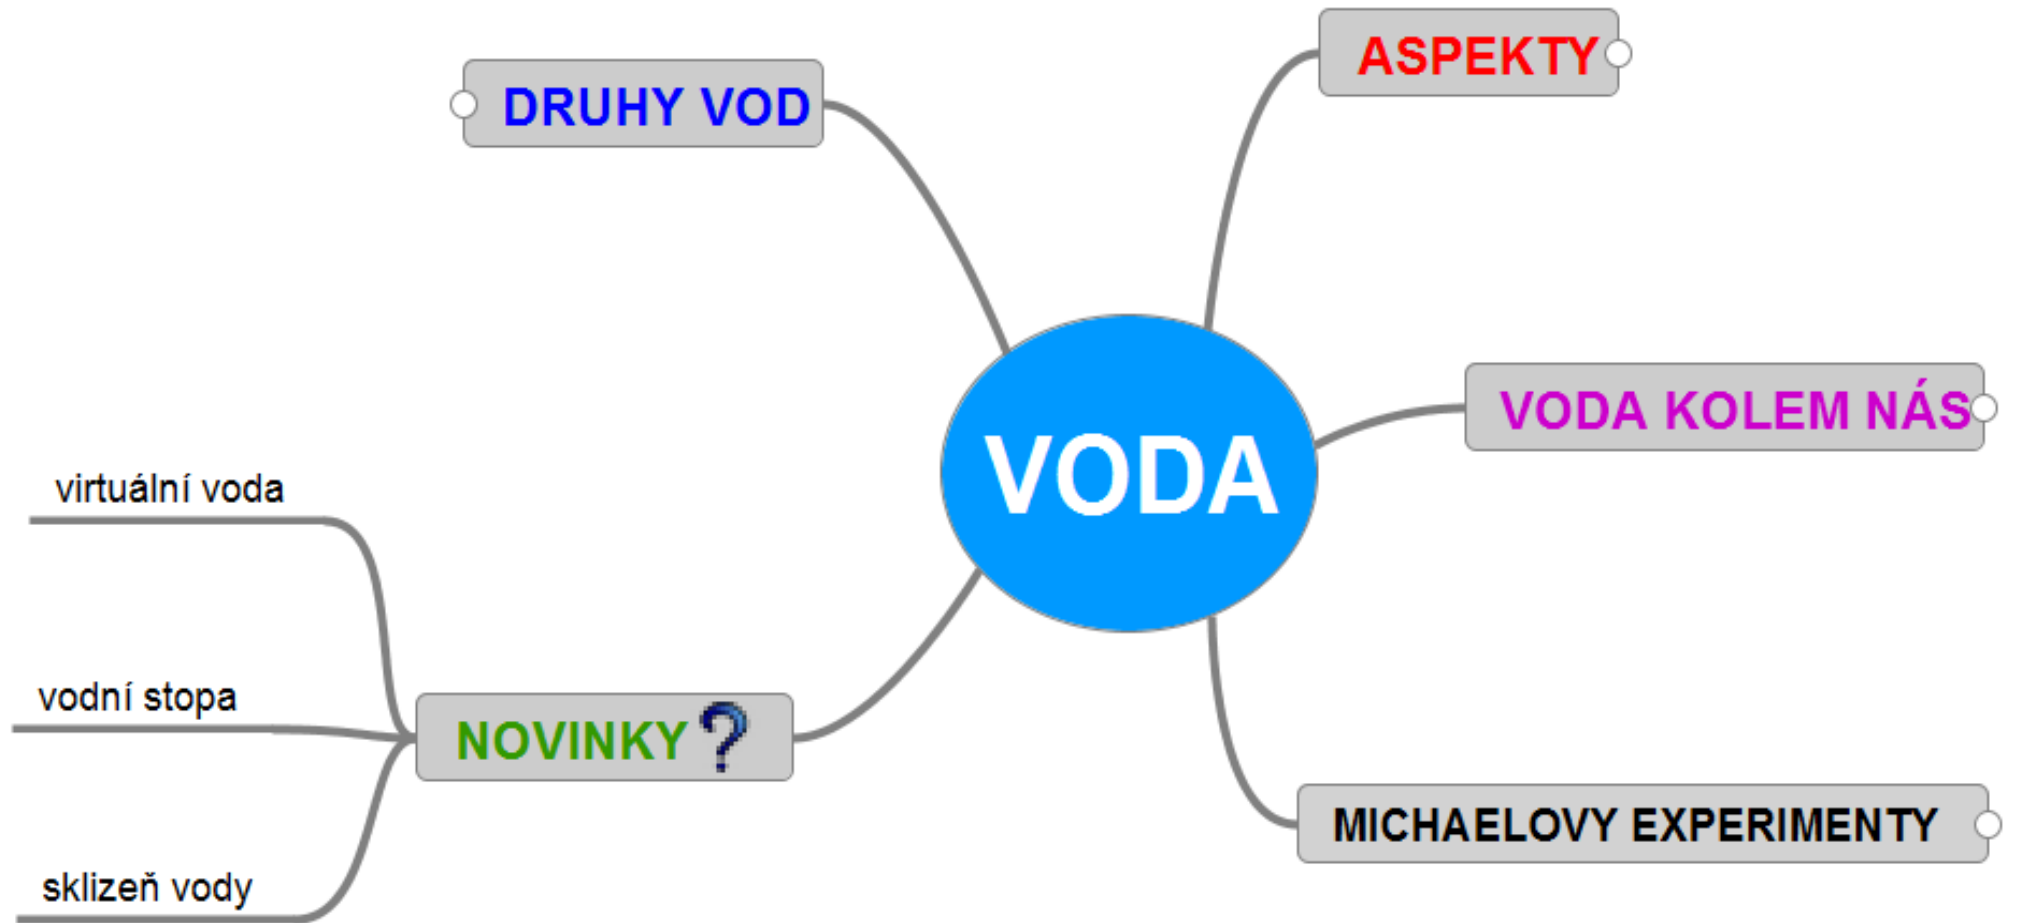 ASPEKTY
DRUHY VOD
VODA KOLEM NÁS
VODA
virtuální voda
vodní stopa
NOVINKY?
MICHAELOVY EXPERIMENTY
sklizeň vody